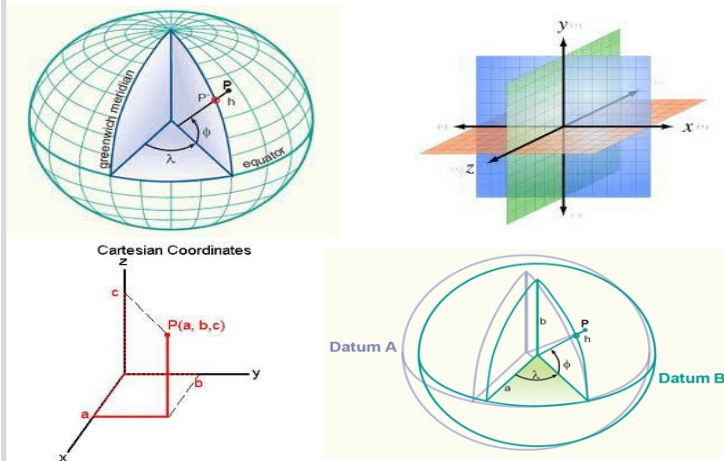 greenwich meridian
P
P'
h
φ
λ
equator
y
x
z
Cartesian Coordinates
z
c
P(a, b,c)
b
y
a
x
Datum A
P
h
b
φ
λ
a
Datum B